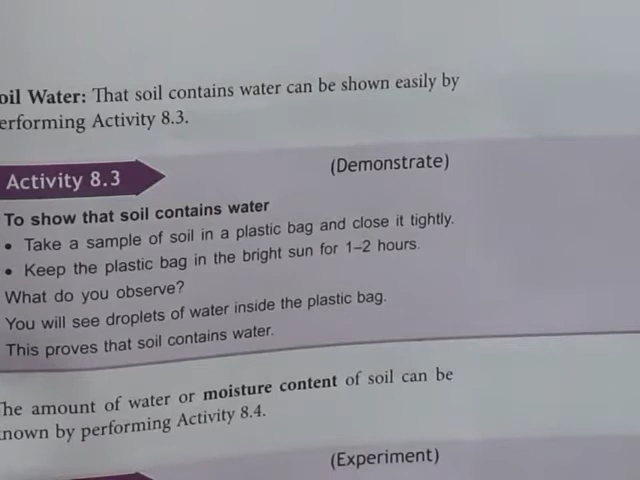 oil Water: That soil contains water can be shown easily by
erforming Activity 8.3.
Activity 8.3
(Demonstrate)
To show that soil contains water
• Take a sample of soil in a plastic bag and close it tightly.
• Keep the plastic bag in the bright sun for 1–2 hours.
What do you observe?
You will see droplets of water inside the plastic bag.
This proves that soil contains water.
The amount of water or moisture content of soil can be
nown by performing Activity 8.4.
(Experiment)